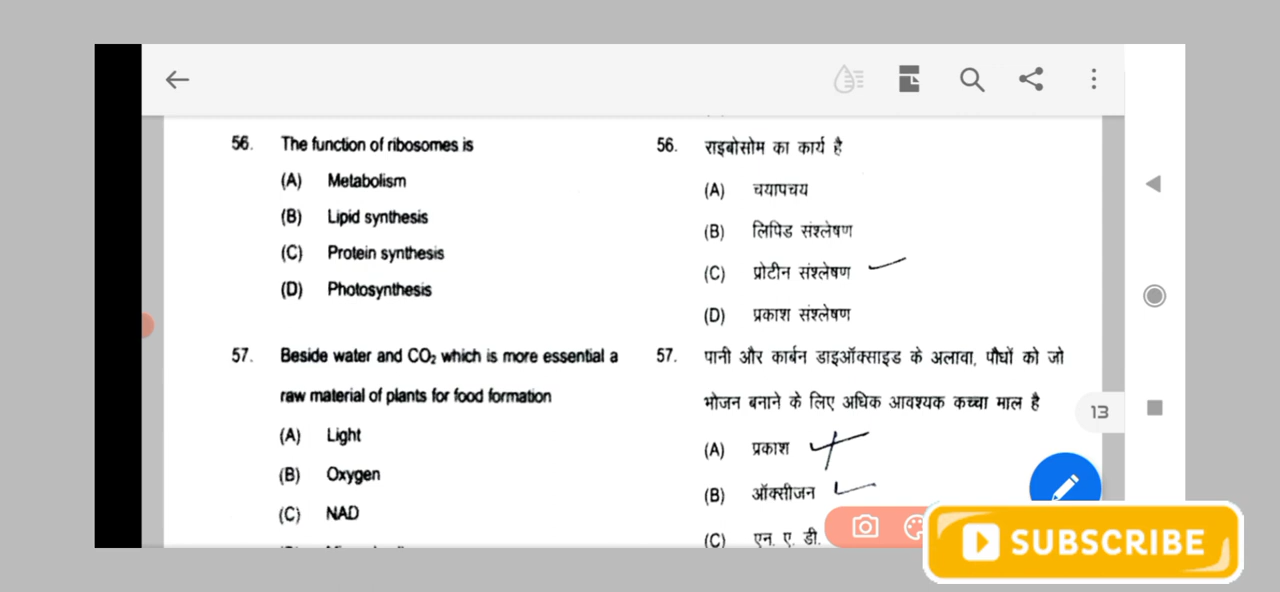 56. The function of ribosomes is
(A) Metabolism
(B) Lipid synthesis
(C) Protein synthesis
(D) Photosynthesis
57. Beside water and CO₂ which is more essential a
raw material of plants for food formation
(A) Light
(B) Oxygen
(C) NAD
56. राइबोसोम का कार्य है
(A) चयापचय
(B) लिपिड संश्लेषण
(C) प्रोटीन संश्लेषण
(D) प्रकाश संश्लेषण
57. पानी और कार्बन डाइऑक्साइड के अलावा, पौधों को जो
भोजन बनाने के लिए अधिक आवश्यक कच्चा माल है
(A) प्रकाश
(B) ऑक्सीजन
(C) एन. ए. डी.
13
SUBSCRIBE